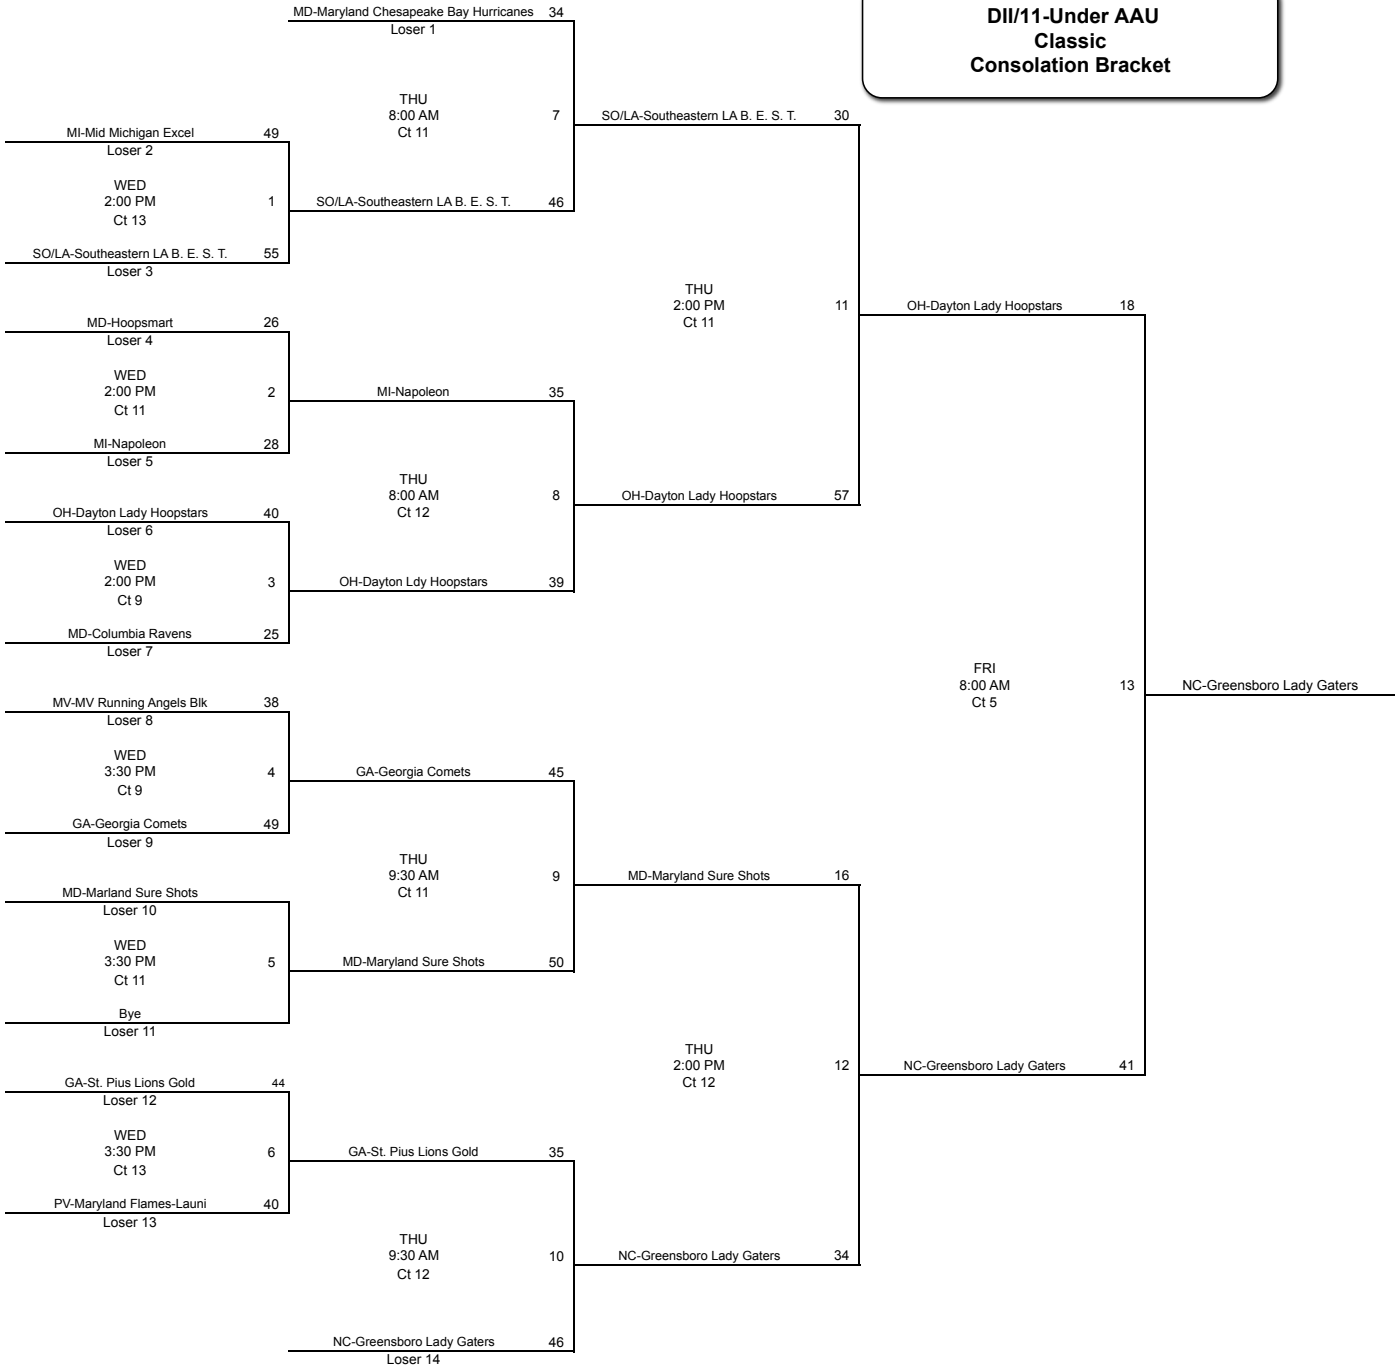 DII/11-Under AAU
Classic
Consolation Bracket
MD-Maryland Chesapeake Bay Hurricanes 34
Loser 1
THU
8:00 AM
Ct 11
7
SO/LA-Southeastern LA B. E. S. T. 30
MI-Mid Michigan Excel 49
Loser 2
WED
2:00 PM
Ct 13
1
SO/LA-Southeastern LA B. E. S. T. 46
SO/LA-Southeastern LA B. E. S. T. 55
Loser 3
THU
2:00 PM
Ct 11
11
OH-Dayton Lady Hoopstars 18
MD-Hoopsmart 26
Loser 4
WED
2:00 PM
Ct 11
2
MI-Napoleon 35
MI-Napoleon 28
Loser 5
THU
8:00 AM
Ct 12
8
OH-Dayton Lady Hoopstars 57
OH-Dayton Lady Hoopstars 40
Loser 6
WED
2:00 PM
Ct 9
3
OH-Dayton Ldy Hoopstars 39
MD-Columbia Ravens 25
Loser 7
FRI
8:00 AM
Ct 5
13
NC-Greensboro Lady Gaters
MV-MV Running Angels Blk 38
Loser 8
WED
3:30 PM
Ct 9
4
GA-Georgia Comets 45
GA-Georgia Comets 49
Loser 9
THU
9:30 AM
Ct 11
9
MD-Maryland Sure Shots 16
MD-Marland Sure Shots
Loser 10
WED
3:30 PM
Ct 11
5
MD-Maryland Sure Shots 50
Bye
Loser 11
THU
2:00 PM
Ct 12
12
NC-Greensboro Lady Gaters 41
GA-St. Pius Lions Gold 44
Loser 12
WED
3:30 PM
Ct 13
6
GA-St. Pius Lions Gold 35
PV-Maryland Flames-Launi 40
Loser 13
THU
9:30 AM
Ct 12
10
NC-Greensboro Lady Gaters 34
NC-Greensboro Lady Gaters 46
Loser 14